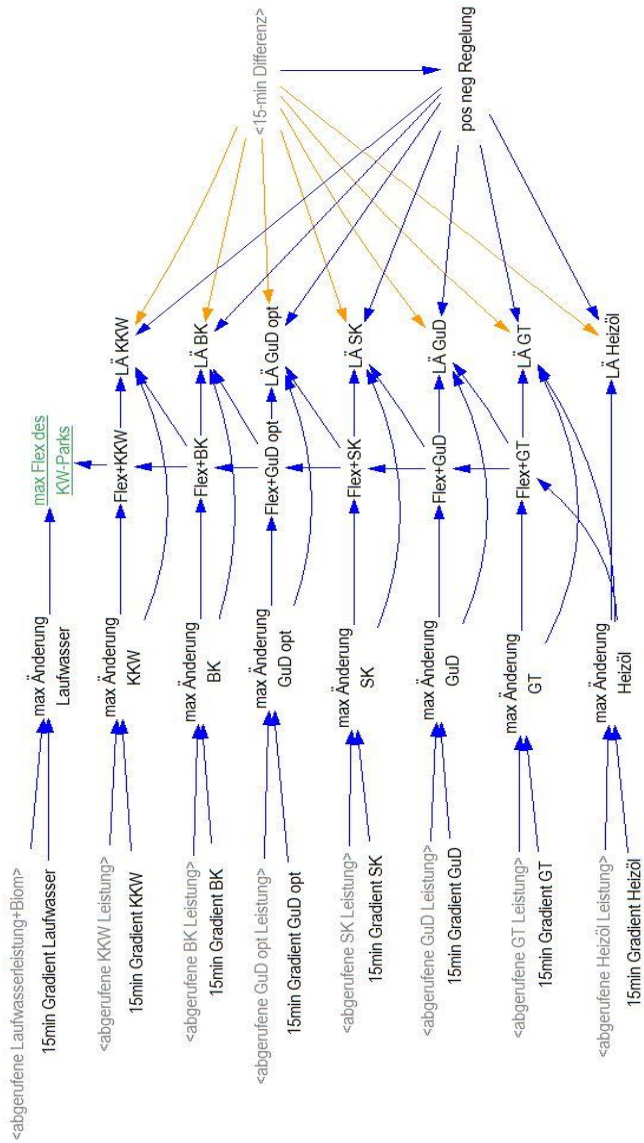 <abgerufene Laufwasserleistung+Biom>
15min Gradient Laufwasser
max Änderung
Laufwasser
max Flex des
KW-Parks
<abgerufene KKW Leistung>
15min Gradient KKW
max Änderung
KKW
Flex+KKW
LÄ KKW
<abgerufene BK Leistung>
15min Gradient BK
max Änderung
BK
Flex+BK
LÄ BK
<15-min Differenz>
<abgerufene GuD opt Leistung>
15min Gradient GuD opt
max Änderung
GuD opt
Flex+GuD opt
LÄ GuD opt
<abgerufene SK Leistung>
15min Gradient SK
max Änderung
SK
Flex+SK
LÄ SK
<abgerufene GuD Leistung>
15min Gradient GuD
max Änderung
GuD
Flex+GuD
LÄ GuD
pos neg Regelung
<abgerufene GT Leistung>
15min Gradient GT
max Änderung
GT
Flex+GT
LÄ GT
<abgerufene Heizöl Leistung>
15min Gradient Heizöl
max Änderung
Heizöl
LÄ Heizöl